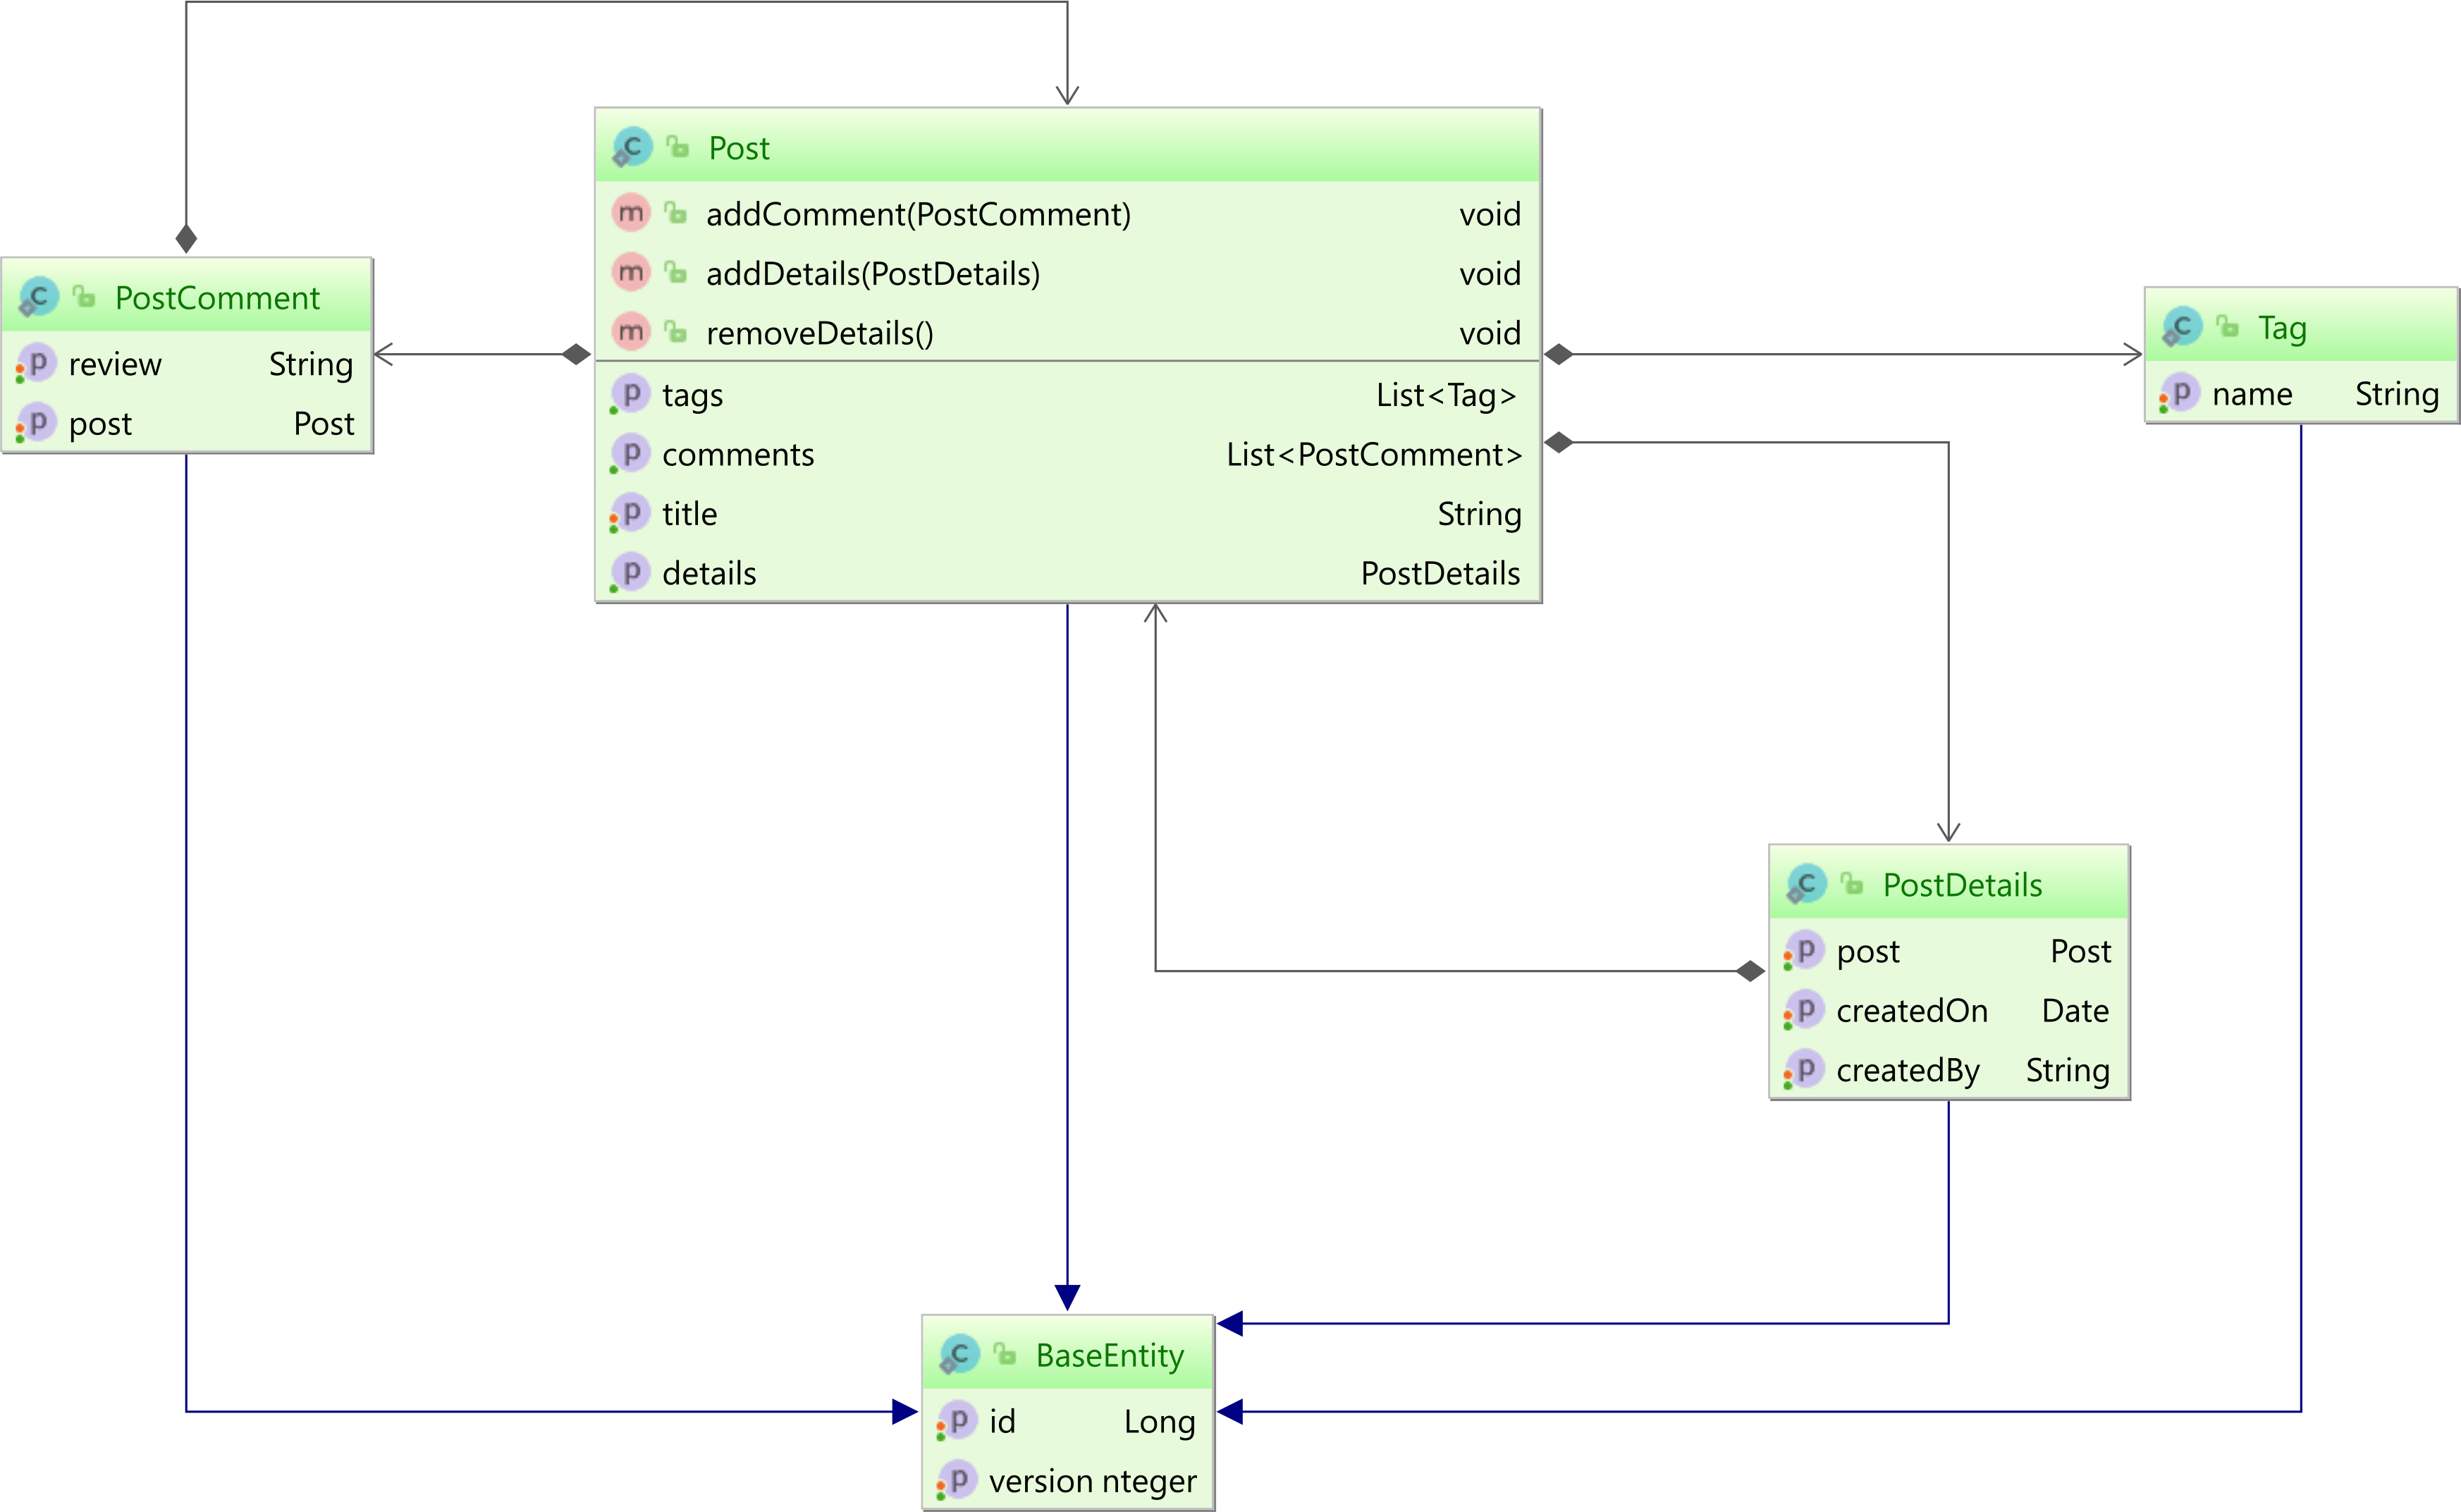 Post
addComment(PostComment) void
addDetails(PostDetails) void
removeDetails() void
tags List<Tag>
comments List<PostComment>
title String
details PostDetails
PostComment
review String
post Post
Tag
name String
PostDetails
post Post
createdOn Date
createdBy String
BaseEntity
id Long
version nteger